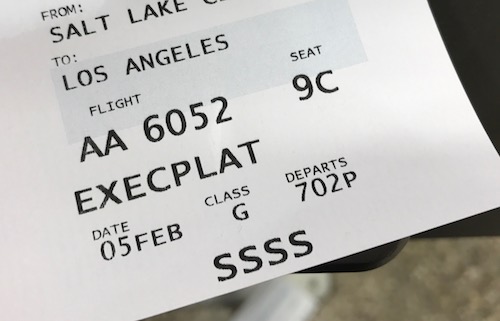 FROM:
SALT LAKE
TO:
LOS ANGELES
FLIGHT SEAT
AA 6052 9C
EXECPLAT
DATE CLASS DEPARTS
05FEB G 702P
SSSS